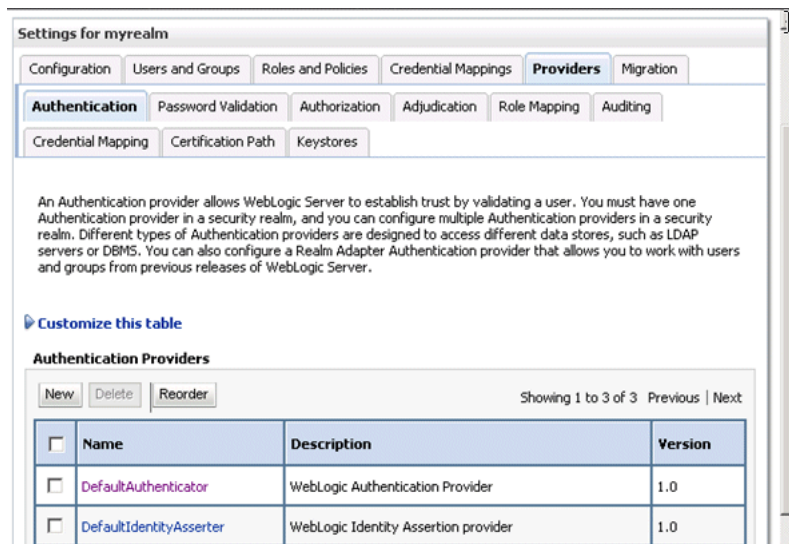 Settings for myrealm
Configuration Users and Groups Roles and Policies Credential Mappings Providers Migration
Authentication Password Validation Authorization Adjudication Role Mapping Auditing
Credential Mapping Certification Path Keystores
An Authentication provider allows WebLogic Server to establish trust by validating a user. You must have one
Authentication provider in a security realm, and you can configure multiple Authentication providers in a security
realm. Different types of Authentication providers are designed to access different data stores, such as LDAP
servers or DBMS. You can also configure a Realm Adapter Authentication provider that allows you to work with users
and groups from previous releases of WebLogic Server.
Customize this table
Authentication Providers
New Delete Reorder Showing 1 to 3 of 3 Previous | Next
Name Description Version
DefaultAuthenticator WebLogic Authentication Provider 1.0
DefaultIdentityAsserter WebLogic Identity Assertion provider 1.0